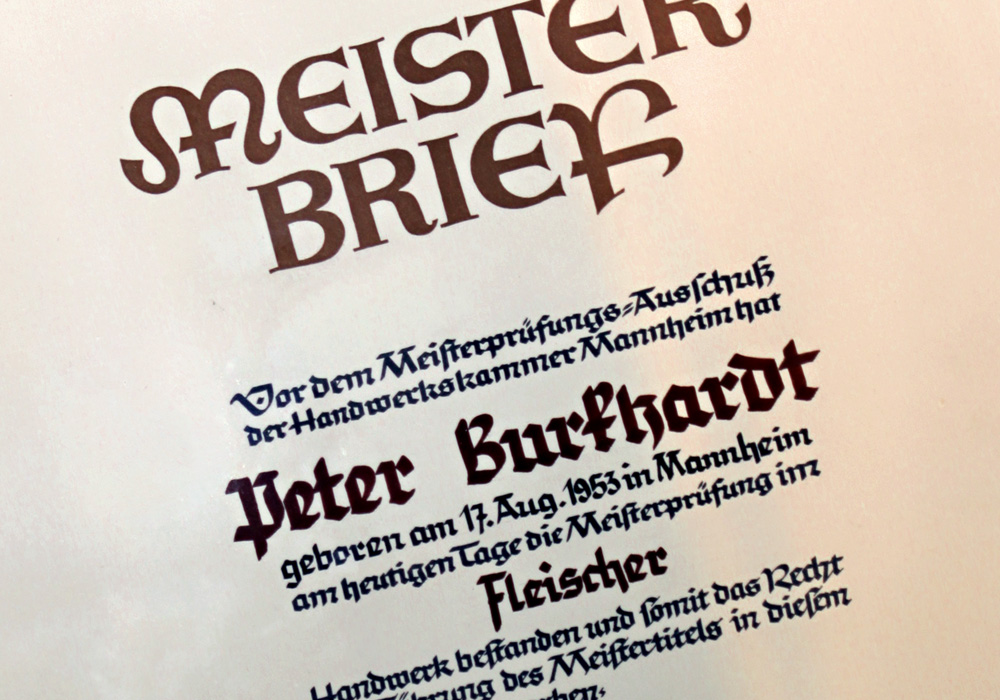 MEISTER
BRIEF
Vor dem Meisterprüfungs-Ausschuß
der Handwerkskammer Mannheim hat
Peter Burkhardt
geboren am 17. Aug. 1953 in Mannheim
am heutigen Tage die Meisterprüfung im
Fleischer
Handwerk bestanden und somit das Recht
des Meistertitels in diesem